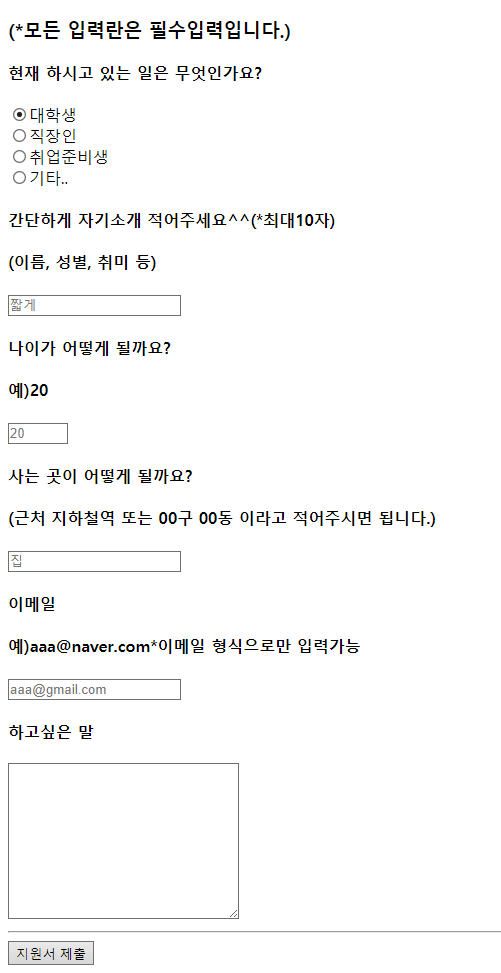 (*모든 입력란은 필수입력입니다.)
현재 하시고 있는 일은 무엇인가요?
대학생
직장인
취업준비생
기타..
간단하게 자기소개 적어주세요^^(*최대10자)
(이름, 성별, 취미 등)
짧게
나이가 어떻게 될까요?
예)20
20
사는 곳이 어떻게 될까요?
(근처 지하철역 또는 00구 00동 이라고 적어주시면 됩니다.)
집
이메일
예)aaa@naver.com*이메일 형식으로만 입력가능
aaa@gmail.com
하고싶은 말
지원서 제출